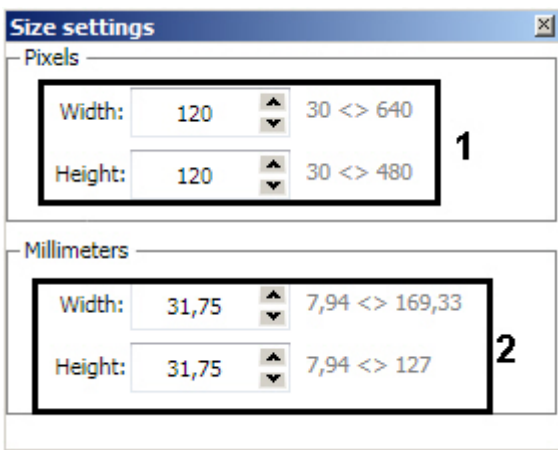 Size settings
Pixels
Width: 120 30 <> 640
1
Height: 120 30 <> 480
Millimeters
Width: 31,75 7,94 <> 169,33
2
Height: 31,75 7,94 <> 127